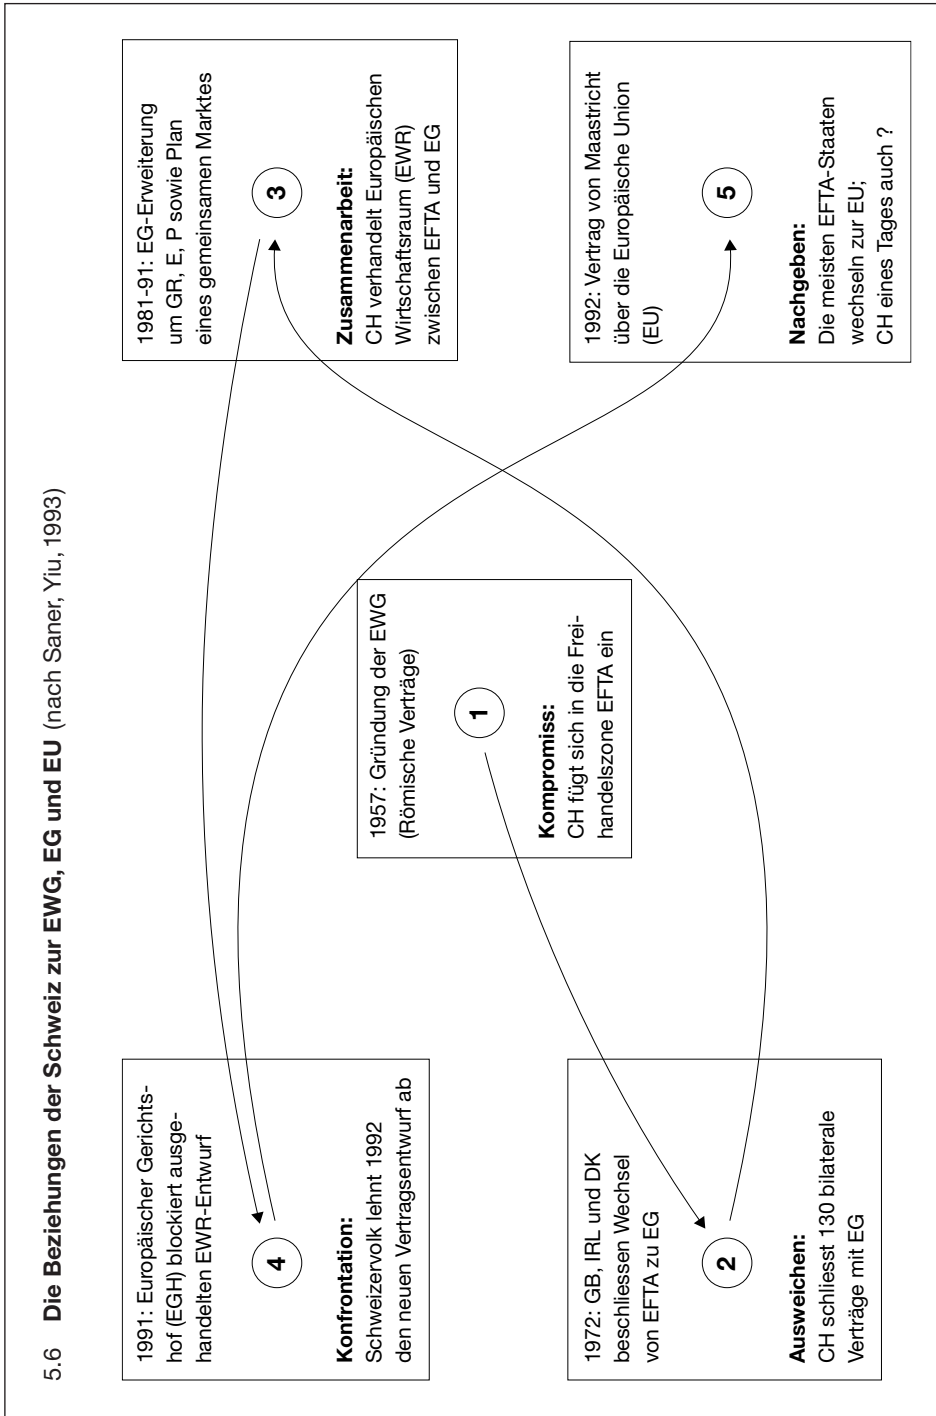 5.6 Die Beziehungen der Schweiz zur EWG, EG und EU (nach Saner, Yiu, 1993)
1991: Europäischer Gerichts-
hof (EGH) blockiert ausge-
handelten EWR-Entwurf
4
Konfrontation:
Schweizervolk lehnt 1992
den neuen Vertragsentwurf ab
1981-91: EG-Erweiterung
um GR, E, P sowie Plan
eines gemeinsamen Marktes
3
Zusammenarbeit:
CH verhandelt Europäischen
Wirtschaftsraum (EWR)
zwischen EFTA und EG
1957: Gründung der EWG
(Römische Verträge)
1
Kompromiss:
CH fügt sich in die Frei-
handelszone EFTA ein
1972: GB, IRL und DK
beschliessen Wechsel
von EFTA zu EG
2
Ausweichen:
CH schliesst 130 bilaterale
Verträge mit EG
1992: Vertrag von Maastricht
über die Europäische Union
(EU)
5
Nachgeben:
Die meisten EFTA-Staaten
wechseln zur EU;
CH eines Tages auch ?